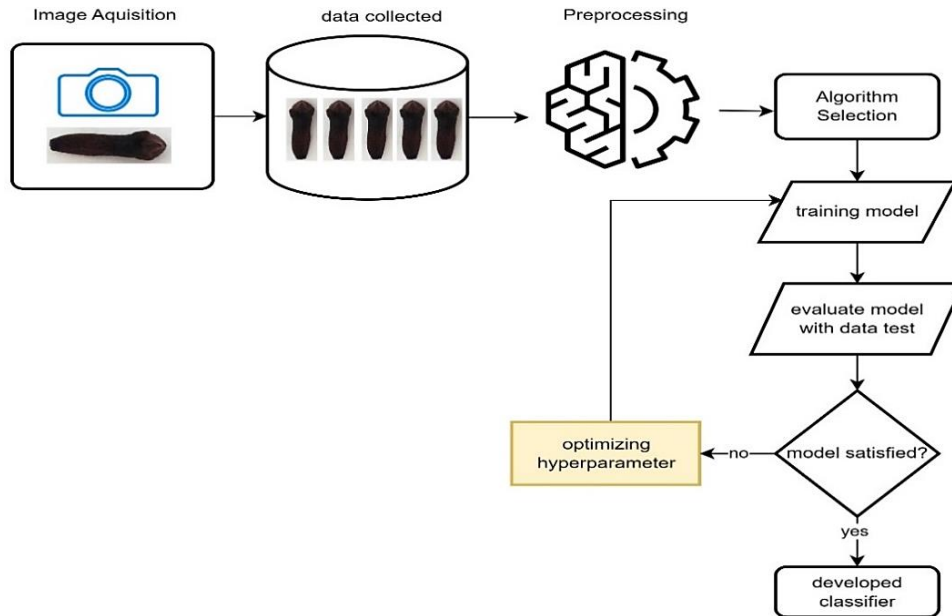 Image Aquisition
data collected
Preprocessing
Algorithm
Selection
training model
evaluate model
with data test
model satisfied?
no
optimizing
hyperparameter
yes
developed
classifier